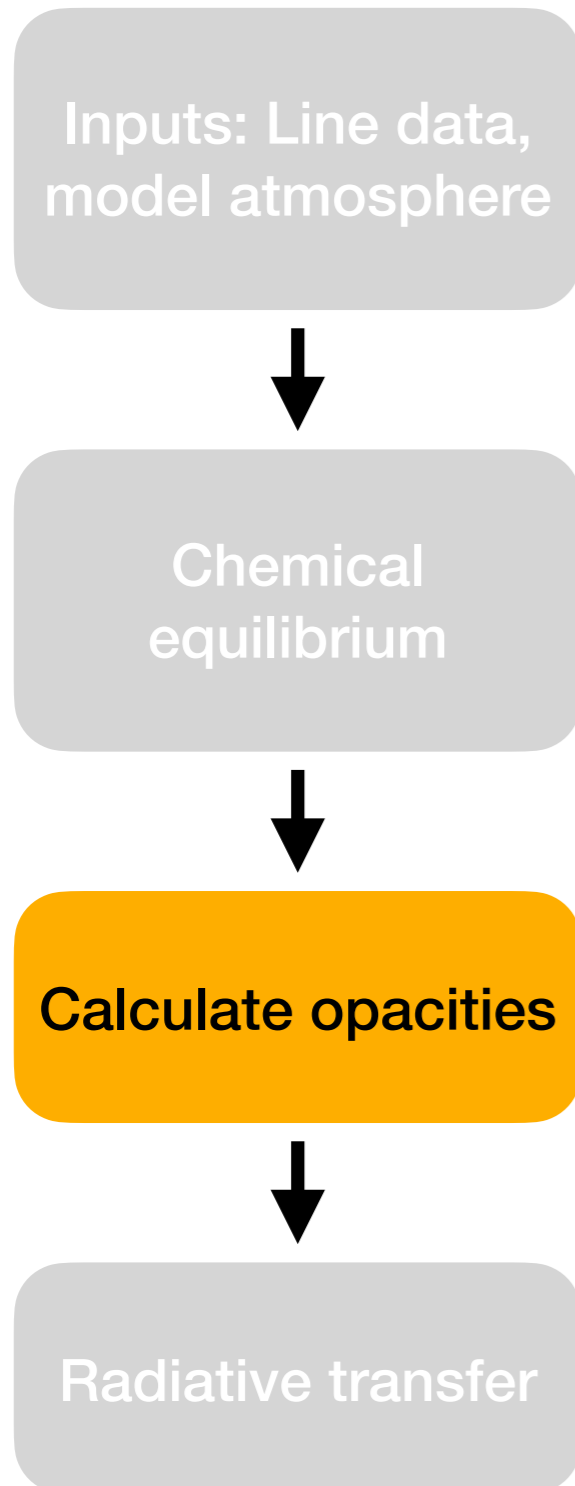 Inputs: Line data,
model atmosphere
Chemical
equilibrium
Calculate opacities
Radiative transfer